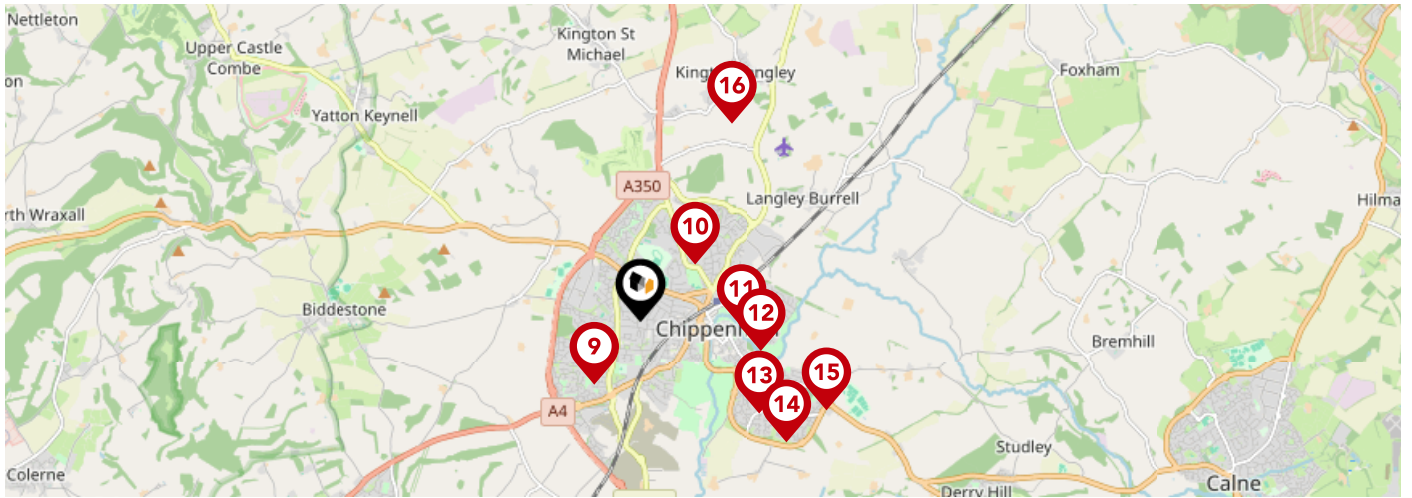 Nettleton
Upper Castle
Combe
Kington St
Michael
Foxham
on
16
Yatton Keynell
A350
Langley Burrell
rth Wraxall
Hilma
10
11
12
Biddestone
Bremhill
9
13
15
14
A4
Studley
Colerne
Calne
Derry Hill